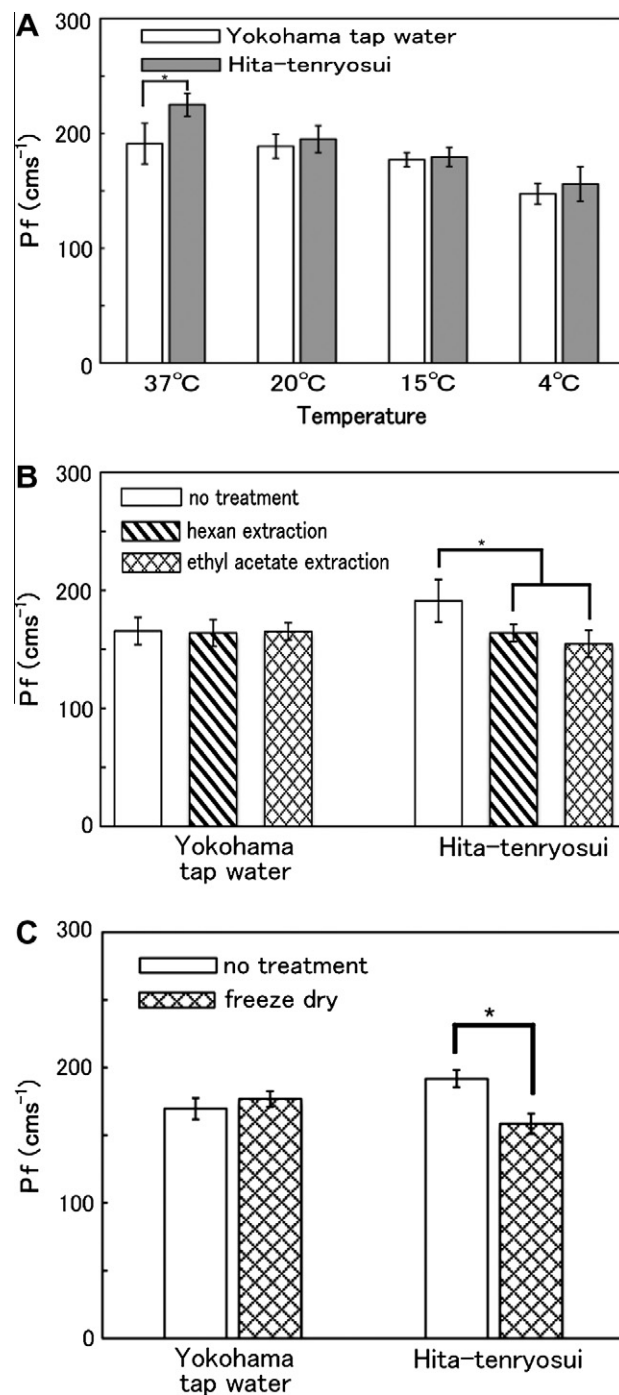 A
300
200
100
0
Pf (cms⁻¹)
Yokohama tap water
Hita-tenryosui
*
37℃ 20℃ 15℃ 4℃
Temperature
B
300
200
100
0
Pf (cms⁻¹)
no treatment
hexan extraction
ethyl acetate extraction
*
Yokohama Hita-tenryosui
tap water
C
300
200
100
0
Pf (cms⁻¹)
no treatment
freeze dry
*
Yokohama Hita-tenryosui
tap water